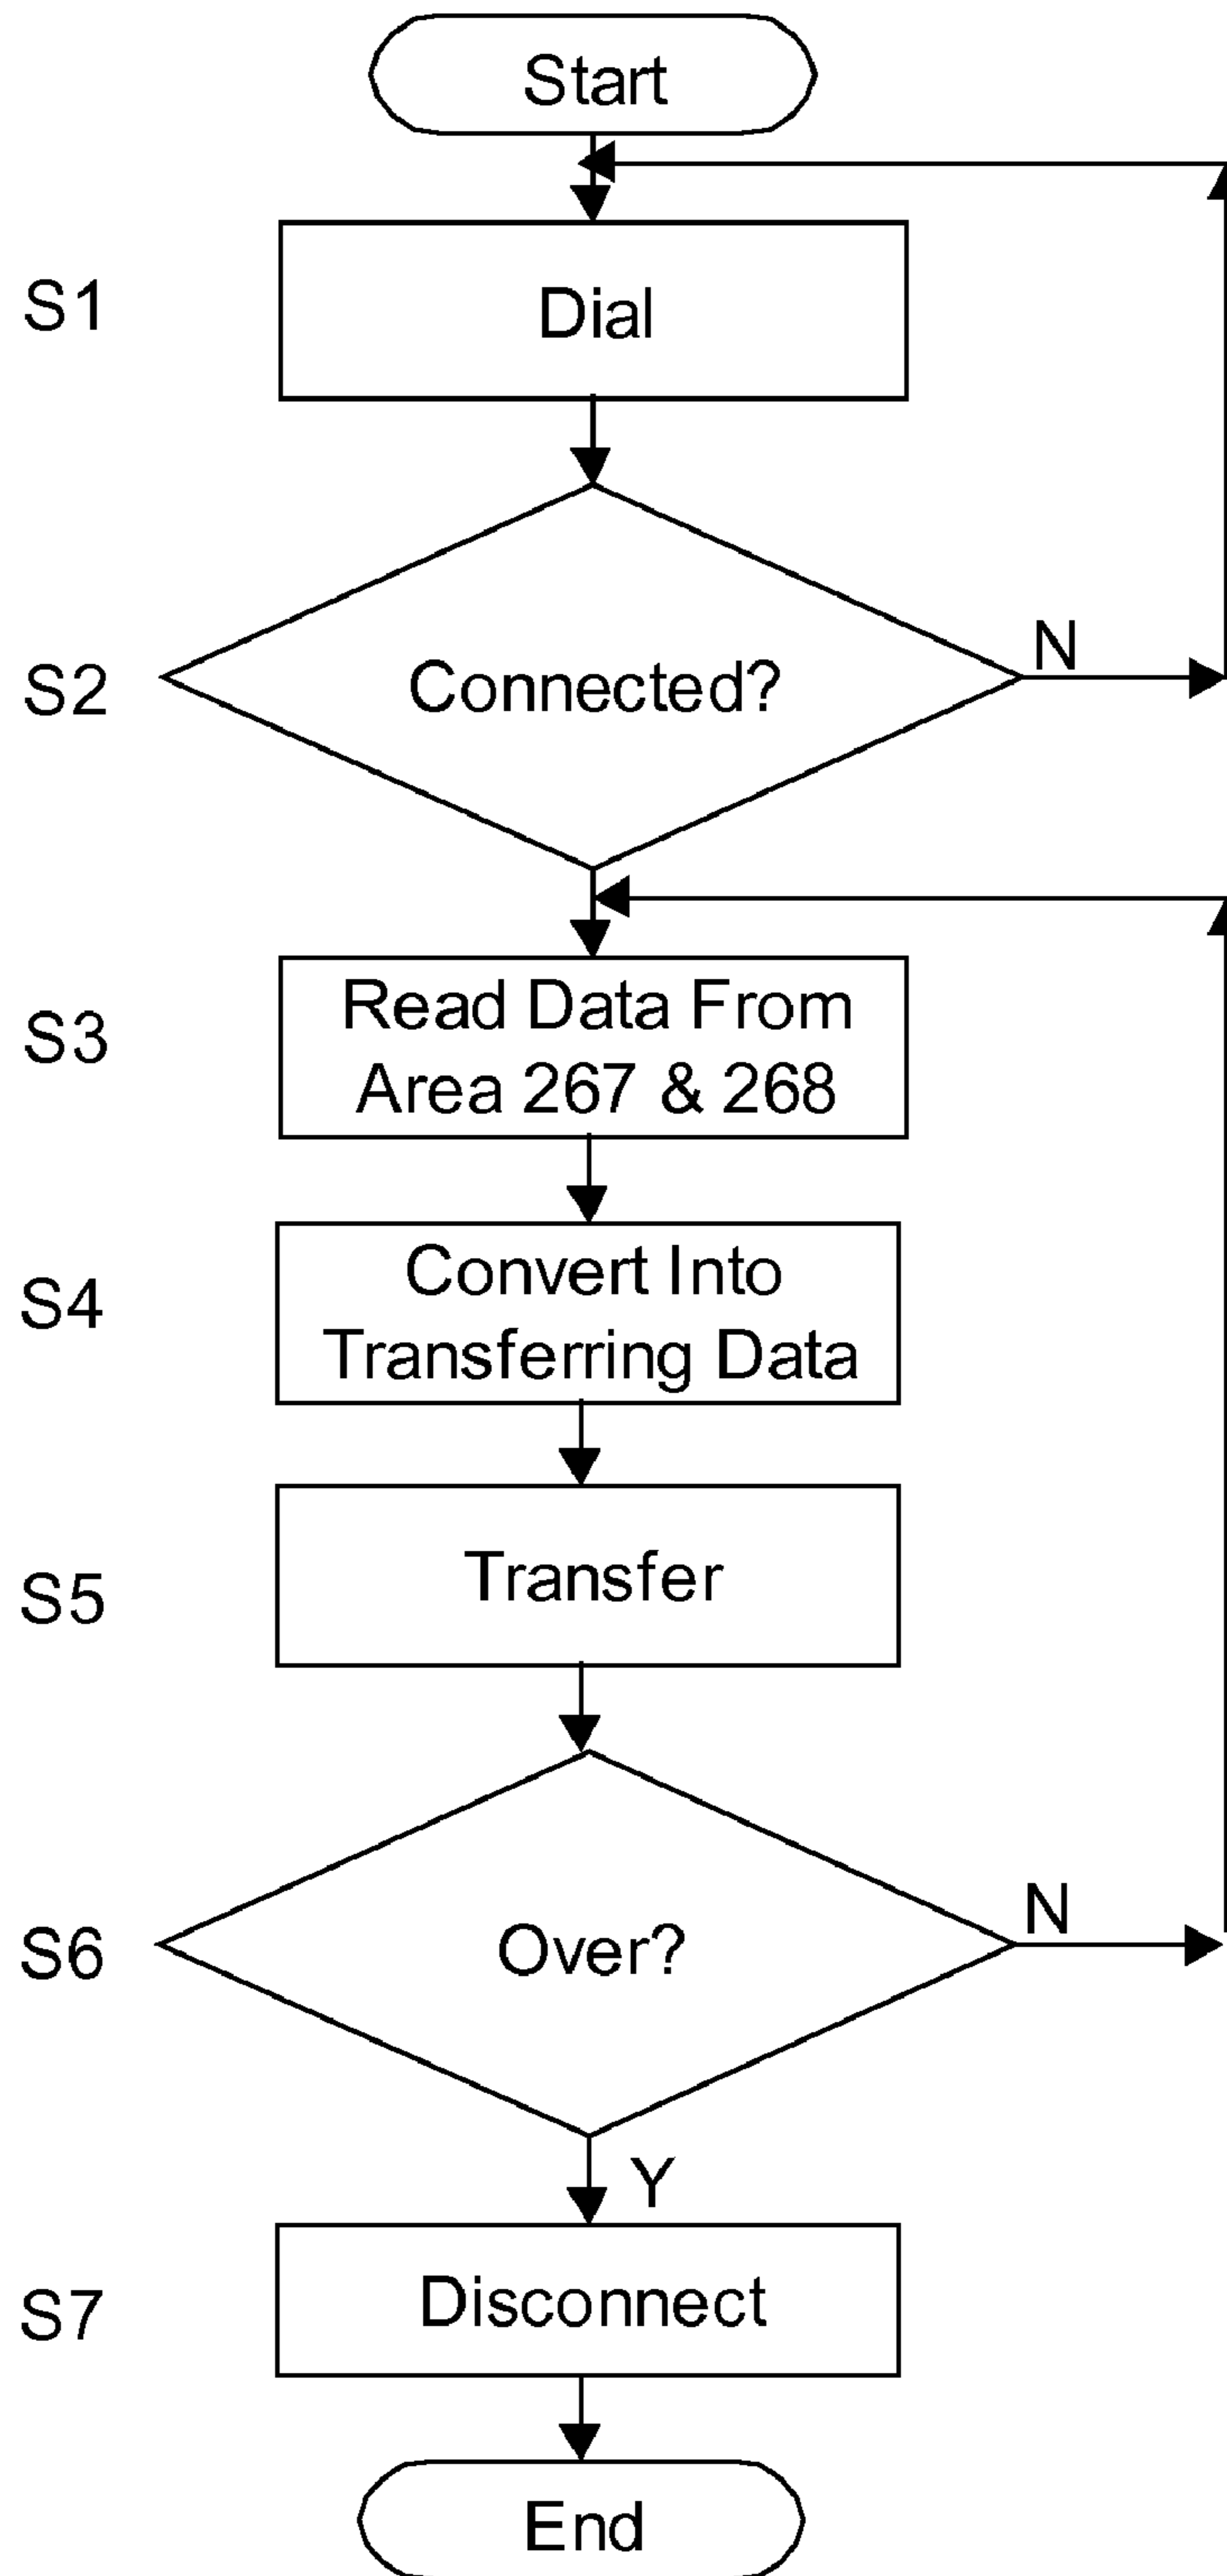 Start
S1
Dial
S2
Connected?
N
S3
Read Data From
Area 267 & 268
S4
Convert Into
Transferring Data
S5
Transfer
S6
Over?
N
Y
S7
Disconnect
End